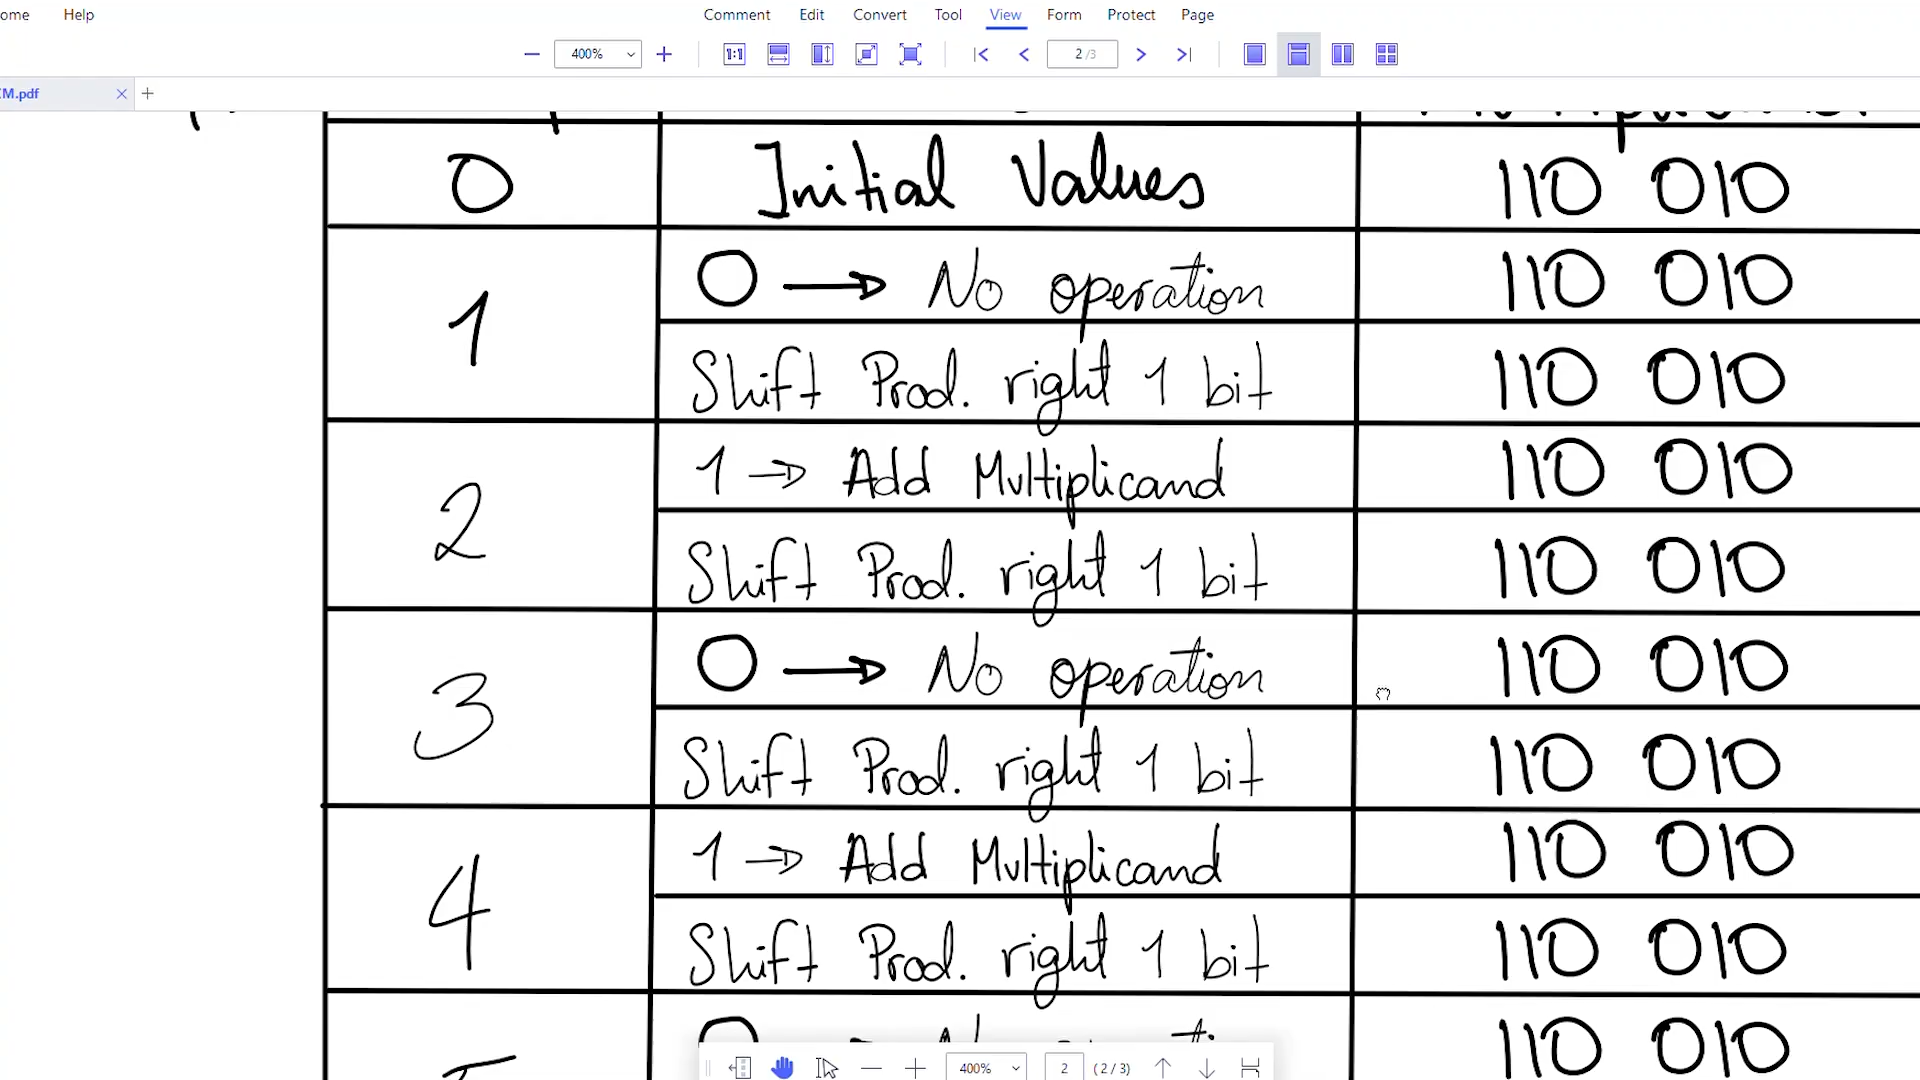 ome Help Comment Edit Convert Tool View Form Protect Page
400% 1:1 2 /3
M.pdf
0 Initial Values 110 010
1 0 → No operation 110 010
Shift Prod. right 1 bit 110 010
2 1 → Add Multiplicand 110 010
Shift Prod. right 1 bit 110 010
3 0 → No operation 110 010
Shift Prod. right 1 bit 110 010
4 1 → Add Multiplicand 110 010
Shift Prod. right 1 bit 110 010
110 010
400% 2 (2 / 3)